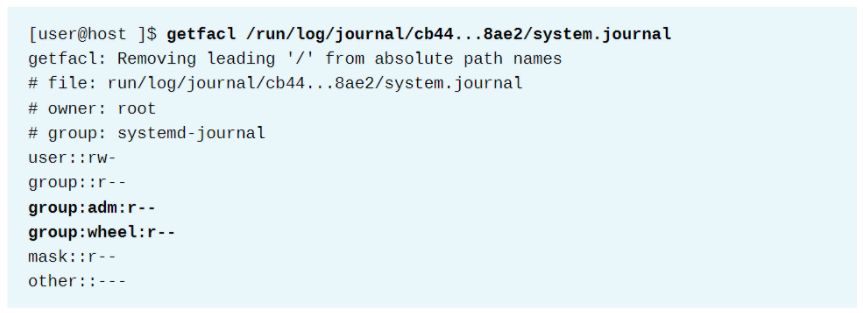 [user@host ]$ getfacl /run/log/journal/cb44...8ae2/system.journal
getfacl: Removing leading '/' from absolute path names
# file: run/log/journal/cb44...8ae2/system.journal
# owner: root
# group: systemd-journal
user::rw-
group::r--
group:adm:r--
group:wheel:r--
mask::r--
other::---